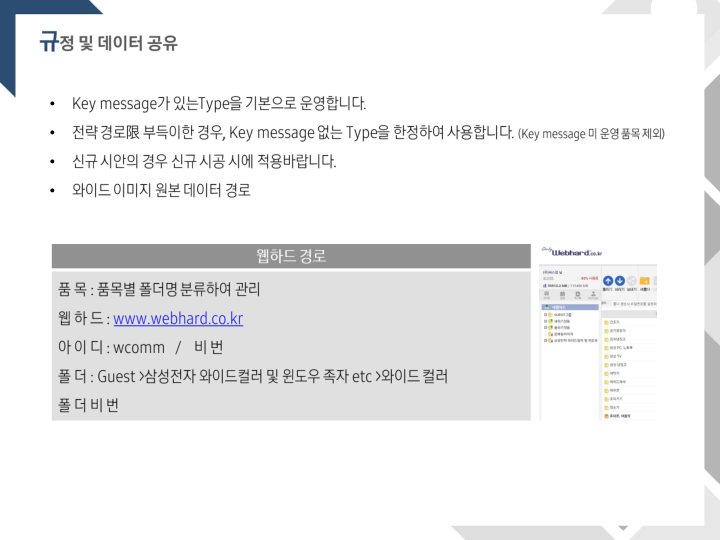 규정 및 데이터 공유
• Key message가 있는Type을 기본으로 운영합니다.
• 전략 경로限 부득이한 경우, Key message 없는 Type을 한정하여 사용합니다. (Key message 미 운영 품목 제외)
• 신규 시안의 경우 신규 시공 시에 적용바랍니다.
• 와이드 이미지 원본 데이터 경로
웹하드 경로
품 목 : 품목별 폴더명 분류하여 관리
웹 하 드 : www.webhard.co.kr
아 이 디 : wcomm / 비 번
폴 더 : Guest >삼성전자 와이드컬러 및 윈도우 족자 etc >와이드 컬러
폴 더 비 번
Only Webhard.co.kr